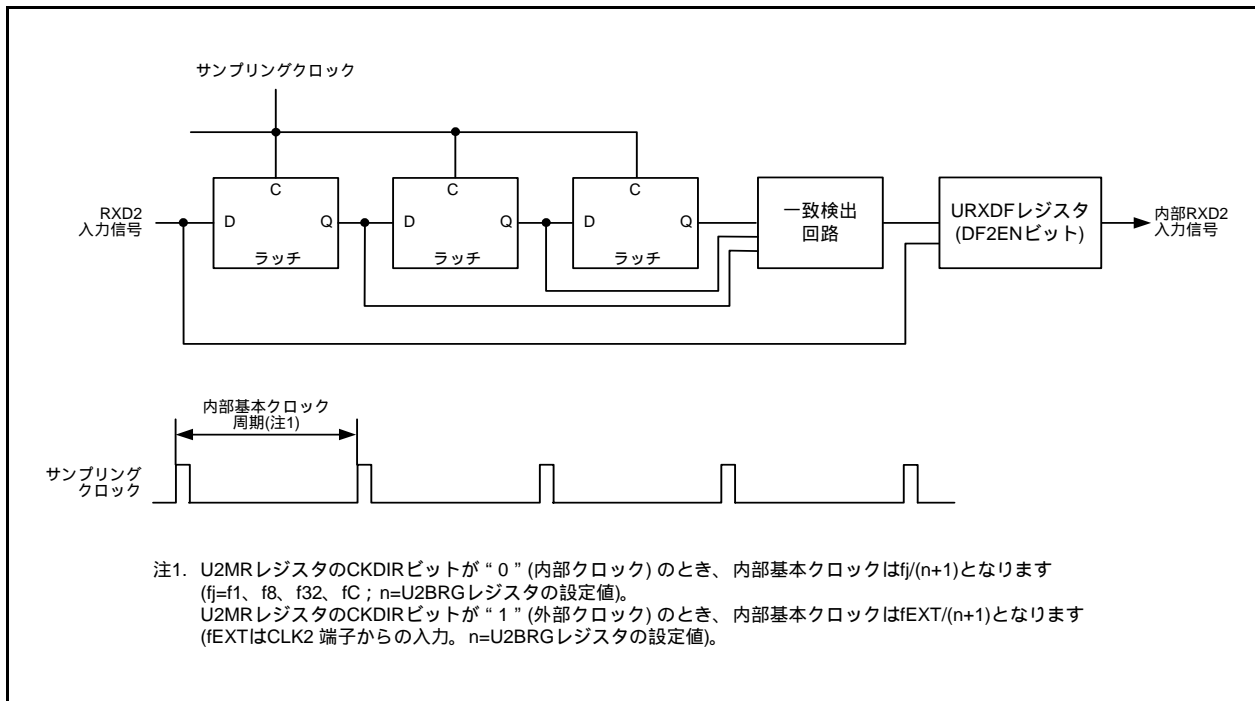 サンプリングクロック
C
C
C
RXD2
入力信号
D
Q
ラッチ
D
Q
ラッチ
D
Q
ラッチ
一致検出
回路
URXDFレジスタ
(DF2ENビット)
内部RXD2
入力信号
内部基本クロック
周期(注1)
サンプリング
クロック
注1. U2MRレジスタのCKDIRビットが“0”(内部クロック) のとき、内部基本クロックはfj/(n+1)となります
(fj=f1、f8、f32、fC ; n=U2BRGレジスタの設定値)。
U2MRレジスタのCKDIRビットが“1”(外部クロック) のとき、内部基本クロックはfEXT/(n+1)となります
(fEXTはCLK2 端子からの入力。n=U2BRGレジスタの設定値)。